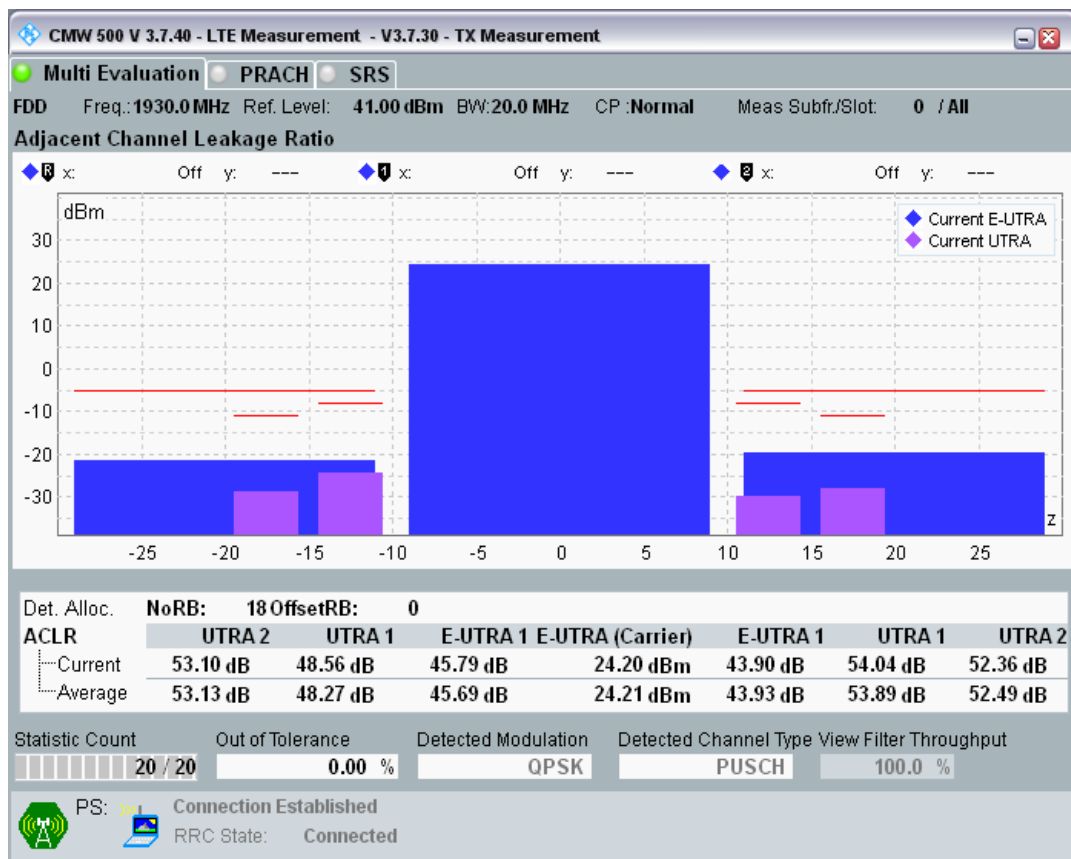 CMW 500 V 3.7.40 - LTE Measurement - V3.7.30 - TX Measurement
Multi Evaluation PRACH SRS
FDD Freq.:1930.0 MHz Ref. Level: 41.00 dBm BW:20.0 MHz CP :Normal Meas Subfr./Slot: 0 / All
Adjacent Channel Leakage Ratio
R x: Off y: --- 1 x: Off y: --- 2 x: Off y: ---
dBm
Current E-UTRA
Current UTRA
30
20
10
0
-10
-20
-30
z
-25 -20 -15 -10 -5 0 5 10 15 20 25
Det. Alloc. NoRB: 18 OffsetRB: 0
ACLR UTRA 2 UTRA 1 E-UTRA 1 E-UTRA (Carrier) E-UTRA 1 UTRA 1 UTRA 2
Current 53.10 dB 48.56 dB 45.79 dB 24.20 dBm 43.90 dB 54.04 dB 52.36 dB
Average 53.13 dB 48.27 dB 45.69 dB 24.21 dBm 43.93 dB 53.89 dB 52.49 dB
Statistic Count Out of Tolerance Detected Modulation Detected Channel Type View Filter Throughput
20 / 20 0.00 % QPSK PUSCH 100.0 %
PS: Connection Established
RRC State: Connected